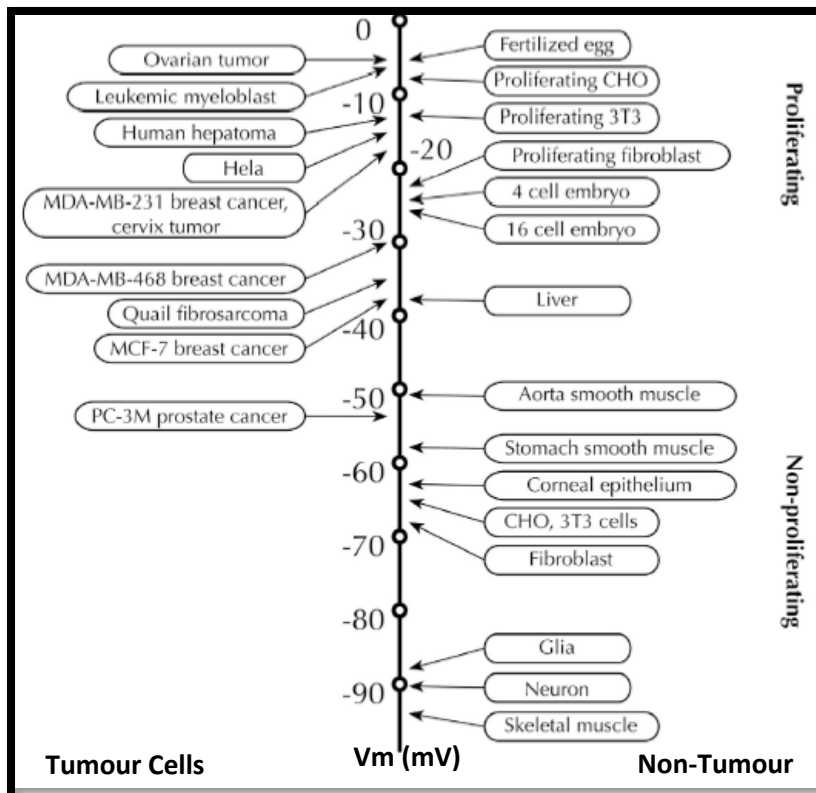 0
Ovarian tumor
Fertilized egg
Leukemic myeloblast
Proliferating CHO
-10
Human hepatoma
Proliferating 3T3
Hela
-20
Proliferating fibroblast
MDA-MB-231 breast cancer,
cervix tumor
4 cell embryo
-30
16 cell embryo
Proliferating
MDA-MB-468 breast cancer
Quail fibrosarcoma
Liver
-40
MCF-7 breast cancer
-50
Aorta smooth muscle
PC-3M prostate cancer
Stomach smooth muscle
-60
Corneal epithelium
CHO, 3T3 cells
-70
Fibroblast
Non-proliferating
-80
Glia
-90
Neuron
Skeletal muscle
Tumour Cells
Vm (mV)
Non-Tumour